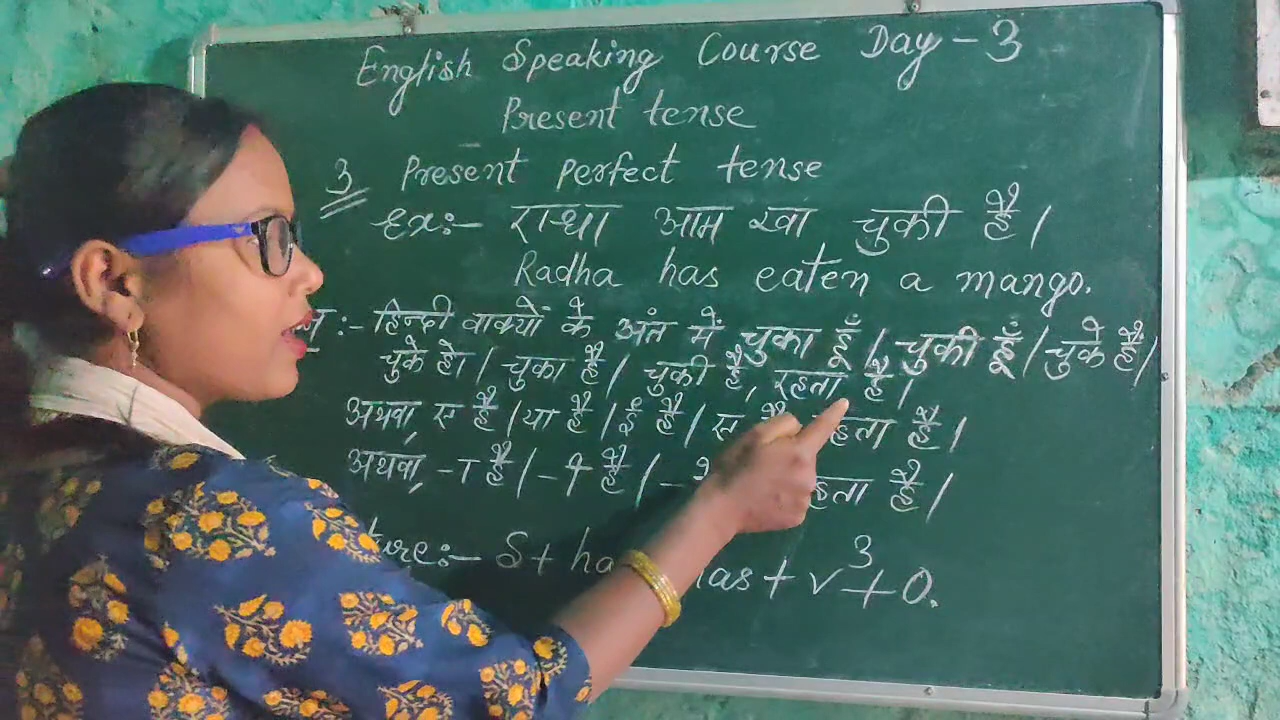 English Speaking Course Day - 3
Present tense
3 Present perfect tense
Ex:- राधा आम खा चुकी है।
Radha has eaten a mango.
:- हिन्दी वाक्यों के अंत में चुका हूँ। चुकी हूँ। चुके हैं।
चुके हो। चुका है। चुकी है, रहता है।
अथवा, ए है। या है। ई है।
अथवा, -ा है। -ी है।
:- S + has + V3 + O.